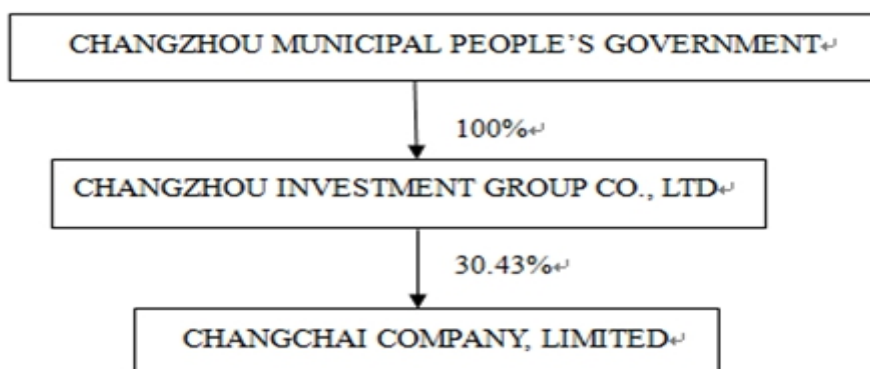 CHANGZHOU MUNICIPAL PEOPLE’S GOVERNMENT↵
100%↵
CHANGZHOU INVESTMENT GROUP CO., LTD↵
30.43%↵
CHANGCHAI COMPANY, LIMITED↵